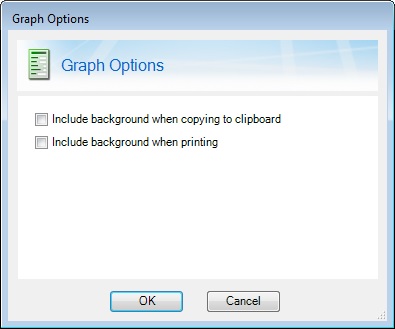 Graph Options
Graph Options
Include background when copying to clipboard
Include background when printing
OK
Cancel